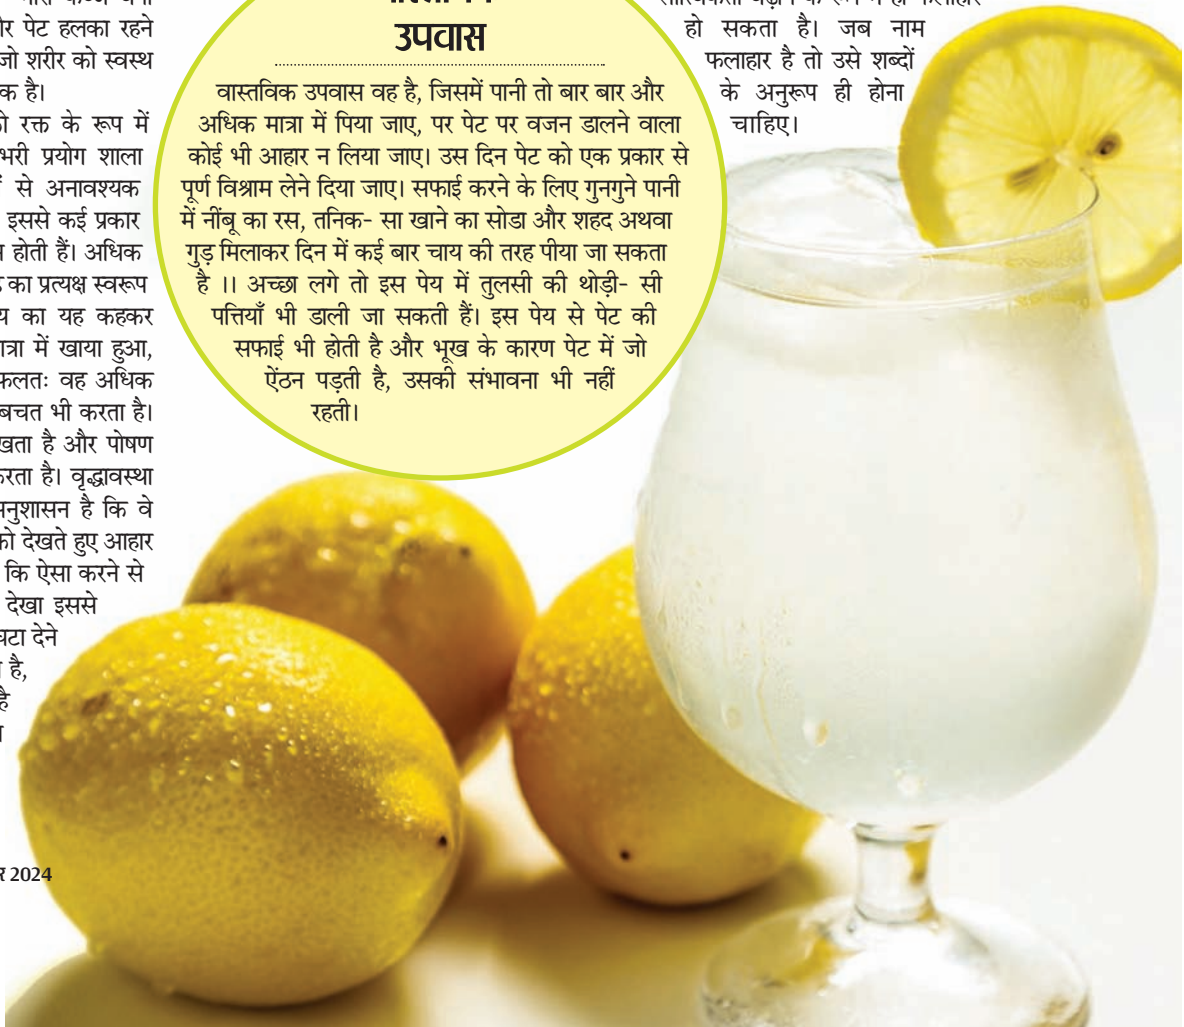 पेट हलका रहने
जो शरीर को स्वस्थ
है।
रक्त के रूप में
भरी प्रयोग शाला
से अनावश्यक
इससे कई प्रकार
होती हैं। अधिक
का प्रत्यक्ष स्वरूप
का यह कहकर
में खाया हुआ,
फलतः वह अधिक
बचत भी करता है।
है और पोषण
है। वृद्धावस्था
है कि वे
देखते हुए आहार
कि ऐसा करने से
देखा इससे
देने
है,
है
2024
उपवास
वास्तविक उपवास वह है, जिसमें पानी तो बार बार और
अधिक मात्रा में पिया जाए, पर पेट पर वजन डालने वाला
कोई भी आहार न लिया जाए। उस दिन पेट को एक प्रकार से
पूर्ण विश्राम लेने दिया जाए। सफाई करने के लिए गुनगुने पानी
में नींबू का रस, तनिक- सा खाने का सोडा और शहद अथवा
गुड़ मिलाकर दिन में कई बार चाय की तरह पीया जा सकता
है ।। अच्छा लगे तो इस पेय में तुलसी की थोड़ी- सी
पत्तियाँ भी डाली जा सकती हैं। इस पेय से पेट की
सफाई भी होती है और भूख के कारण पेट में जो
ऐंठन पड़ती है, उसकी संभावना भी नहीं
रहती।
हो सकता है। जब नाम
फलाहार है तो उसे शब्दों
के अनुरूप ही होना
चाहिए।